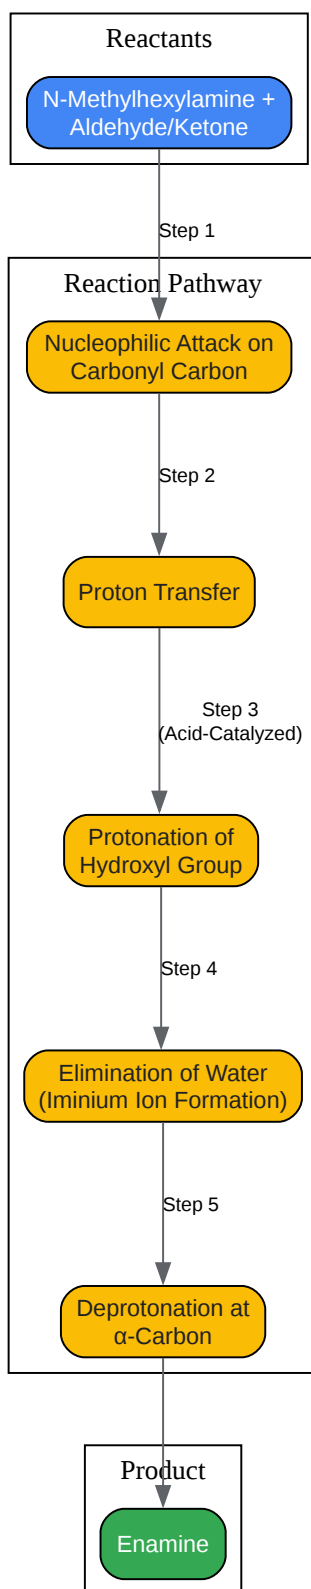 Reactants
N-Methylhexylamine +
Aldehyde/Ketone
Step 1
Reaction Pathway
Nucleophilic Attack on
Carbonyl Carbon
Step 2
Proton Transfer
Step 3
(Acid-Catalyzed)
Protonation of
Hydroxyl Group
Step 4
Elimination of Water
(Iminium Ion Formation)
Step 5
Deprotonation at
α-Carbon
Product
Enamine